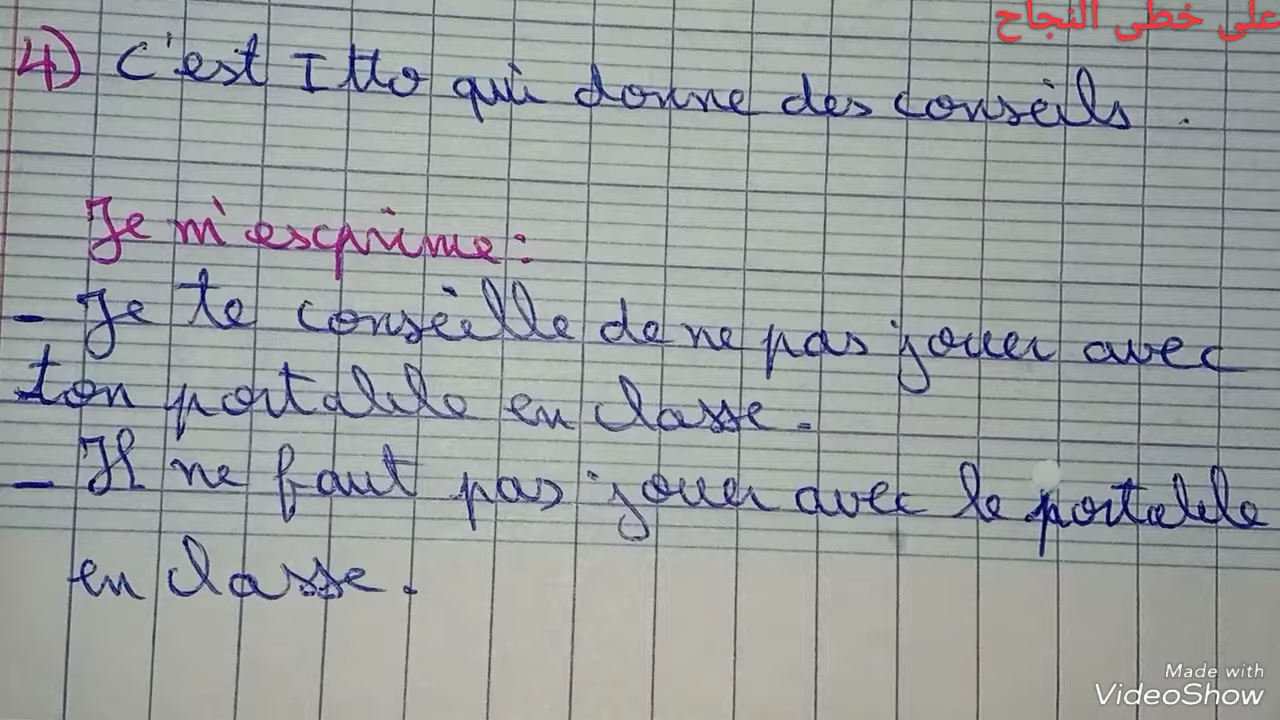 على خطى النجاح
4) C'est Itto qui donne des conseils.
Je m'exprime:
- Je te conseille de ne pas jouer avec
ton portable en classe.
- Il ne faut pas jouer avec le portable
en classe.
Made with
VideoShow